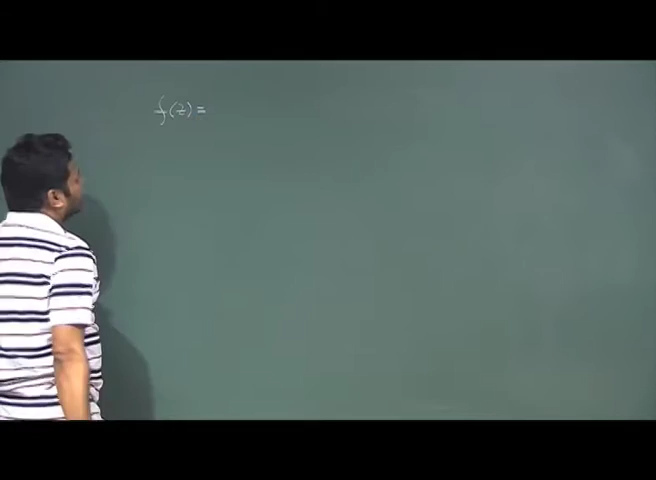 f(z) =